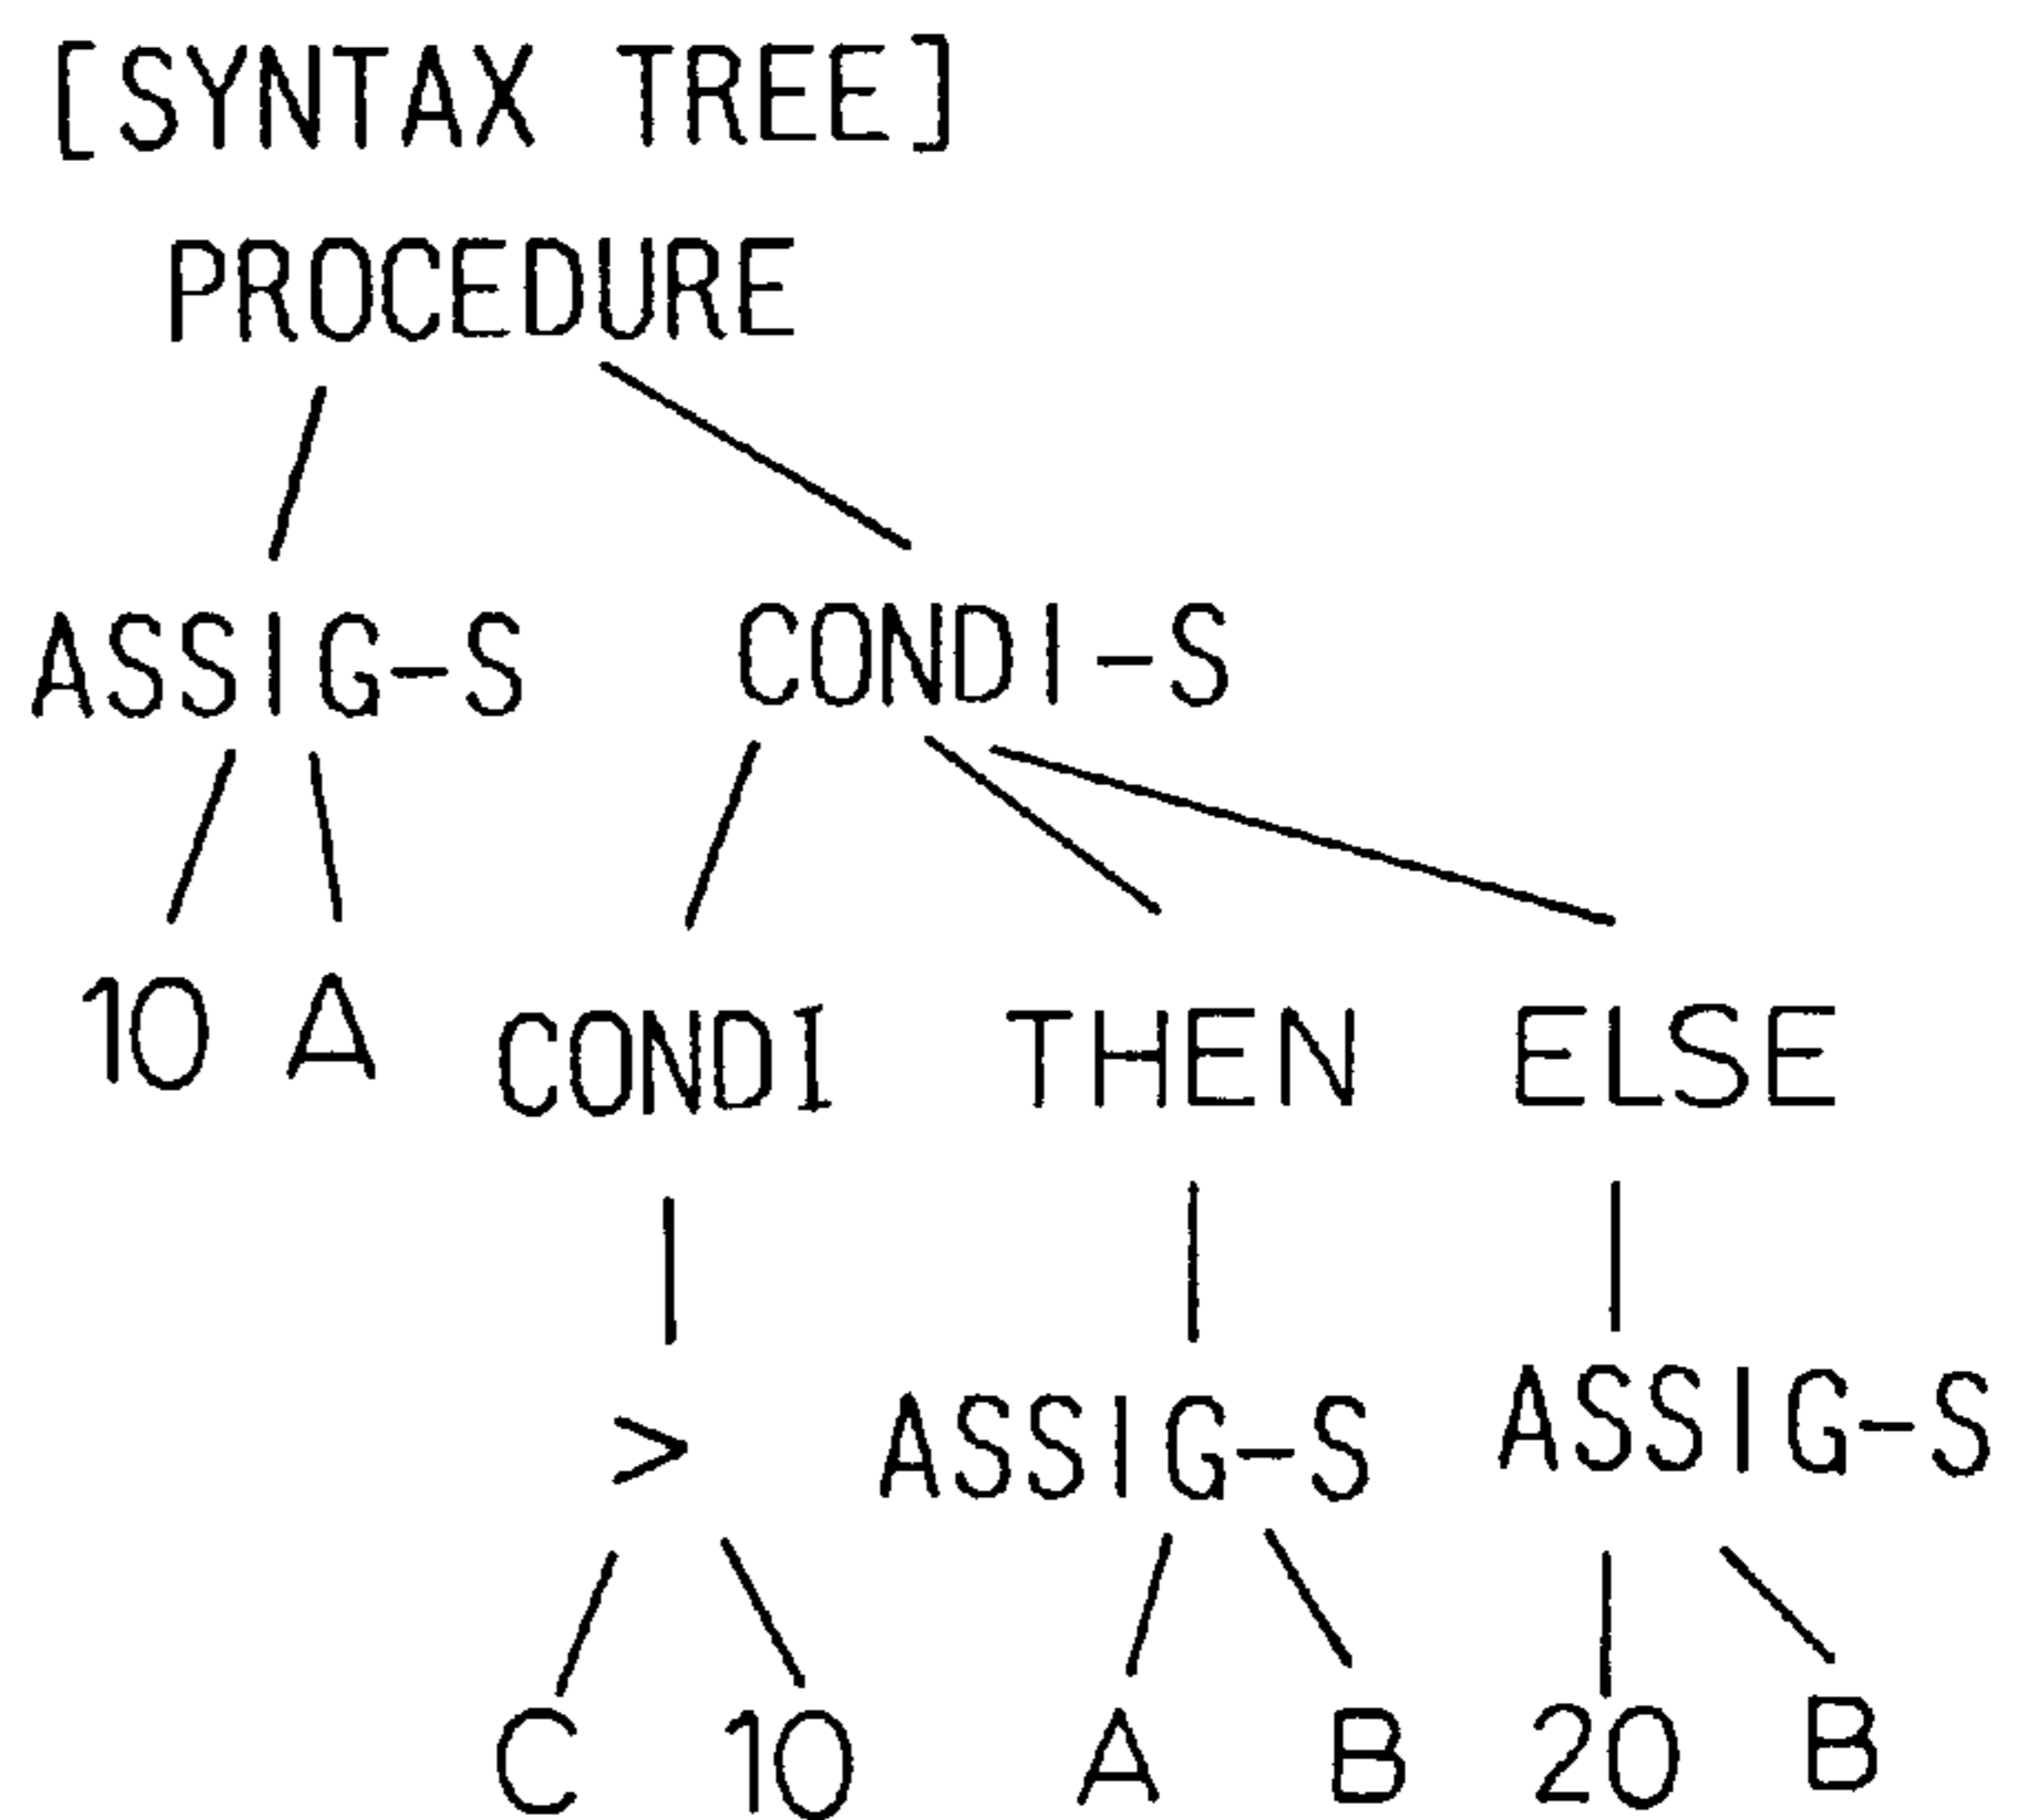 [SYNTAX TREE]
PROCEDURE
ASSIG-S CONDI-S
10 A CONDI THEN ELSE
> ASSIG-S ASSIG-S
C 10 A B 20 B